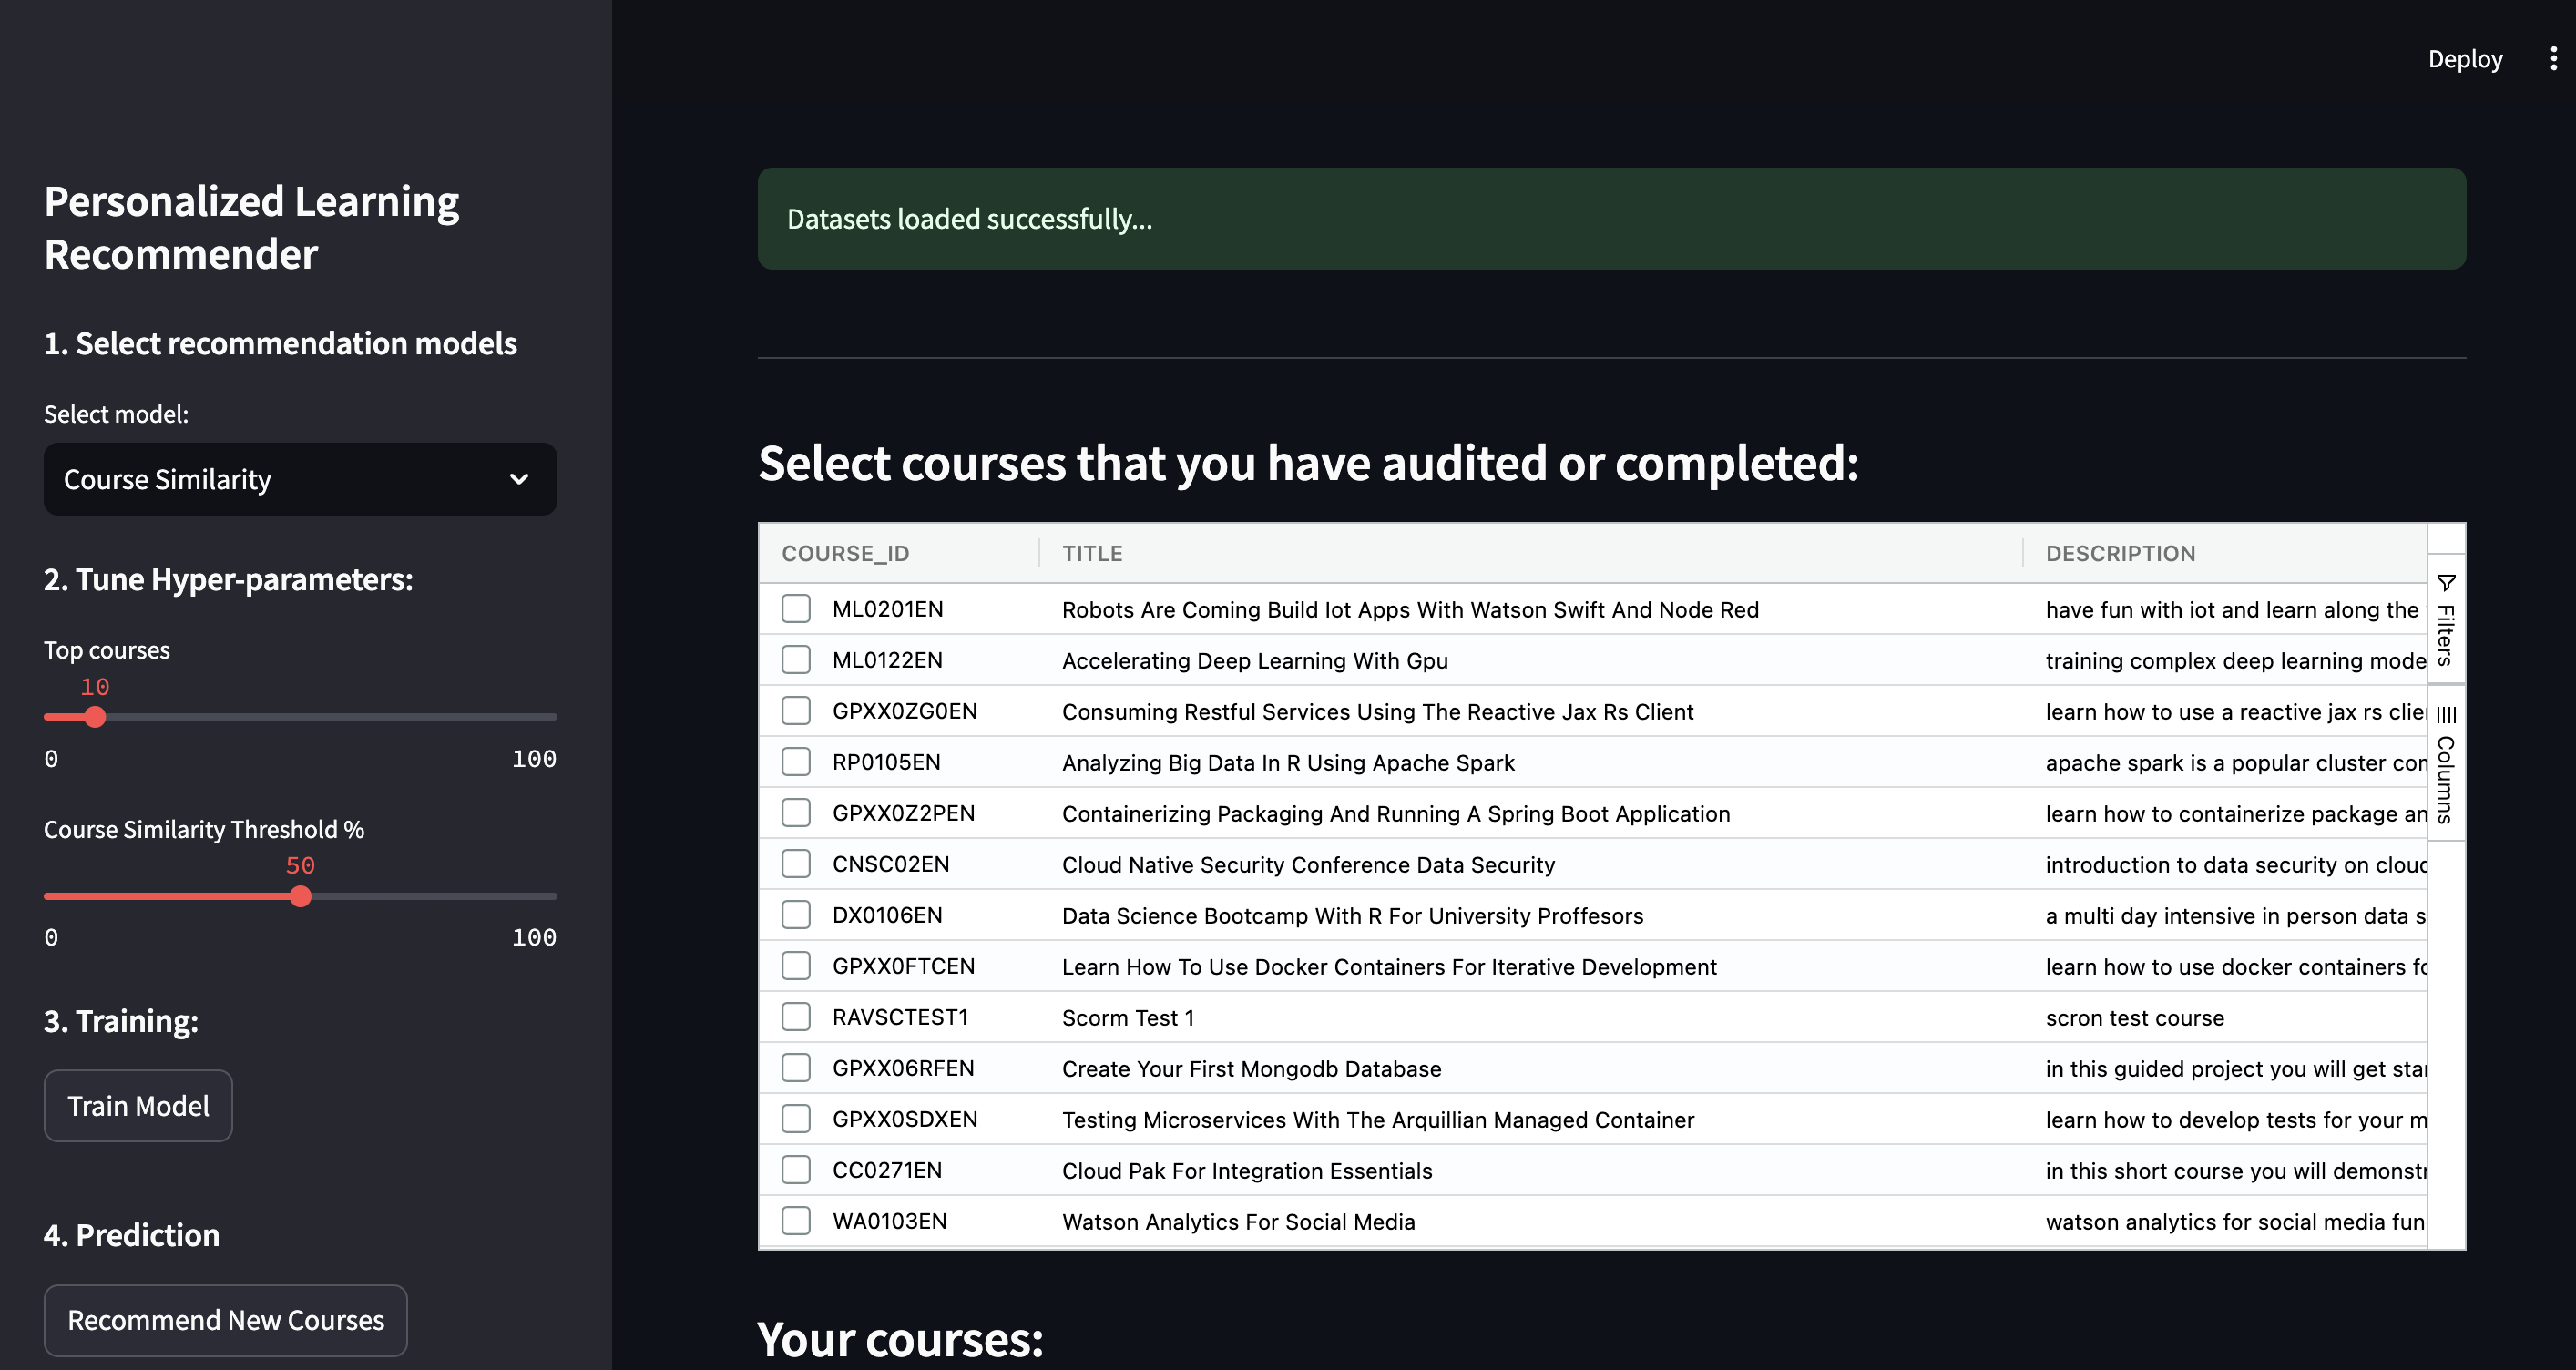 Deploy
Personalized Learning
Recommender
1. Select recommendation models
Select model:
Course Similarity
2. Tune Hyper-parameters:
Top courses
10
0 100
Course Similarity Threshold %
50
0 100
3. Training:
Train Model
4. Prediction
Recommend New Courses
Datasets loaded successfully...
Select courses that you have audited or completed:
COURSE_ID TITLE DESCRIPTION
ML0201EN Robots Are Coming Build Iot Apps With Watson Swift And Node Red have fun with iot and learn along the
ML0122EN Accelerating Deep Learning With Gpu training complex deep learning mode
GPXX0ZG0EN Consuming Restful Services Using The Reactive Jax Rs Client learn how to use a reactive jax rs clie
RP0105EN Analyzing Big Data In R Using Apache Spark apache spark is a popular cluster con
GPXX0Z2PEN Containerizing Packaging And Running A Spring Boot Application learn how to containerize package an
CNSC02EN Cloud Native Security Conference Data Security introduction to data security on cloud
DX0106EN Data Science Bootcamp With R For University Proffesors a multi day intensive in person data s
GPXX0FTCEN Learn How To Use Docker Containers For Iterative Development learn how to use docker containers fo
RAVSCTEST1 Scorm Test 1 scron test course
GPXX06RFEN Create Your First Mongodb Database in this guided project you will get star
GPXX0SDXEN Testing Microservices With The Arquillian Managed Container learn how to develop tests for your m
CC0271EN Cloud Pak For Integration Essentials in this short course you will demonstr
WA0103EN Watson Analytics For Social Media watson analytics for social media fun
Filters
Columns
Your courses: